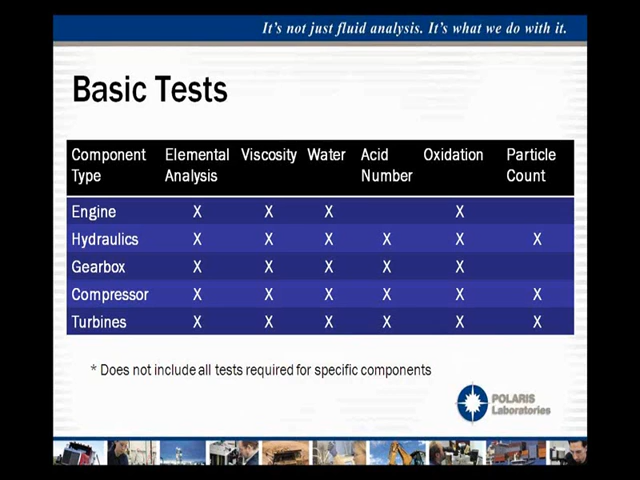 It's not just fluid analysis. It's what we do with it.
Basic Tests
Component Type Elemental Analysis Viscosity Water Acid Number Oxidation Particle Count
Engine X X X X
Hydraulics X X X X X X
Gearbox X X X X X
Compressor X X X X X X
Turbines X X X X X X
* Does not include all tests required for specific components
POLARIS
Laboratories